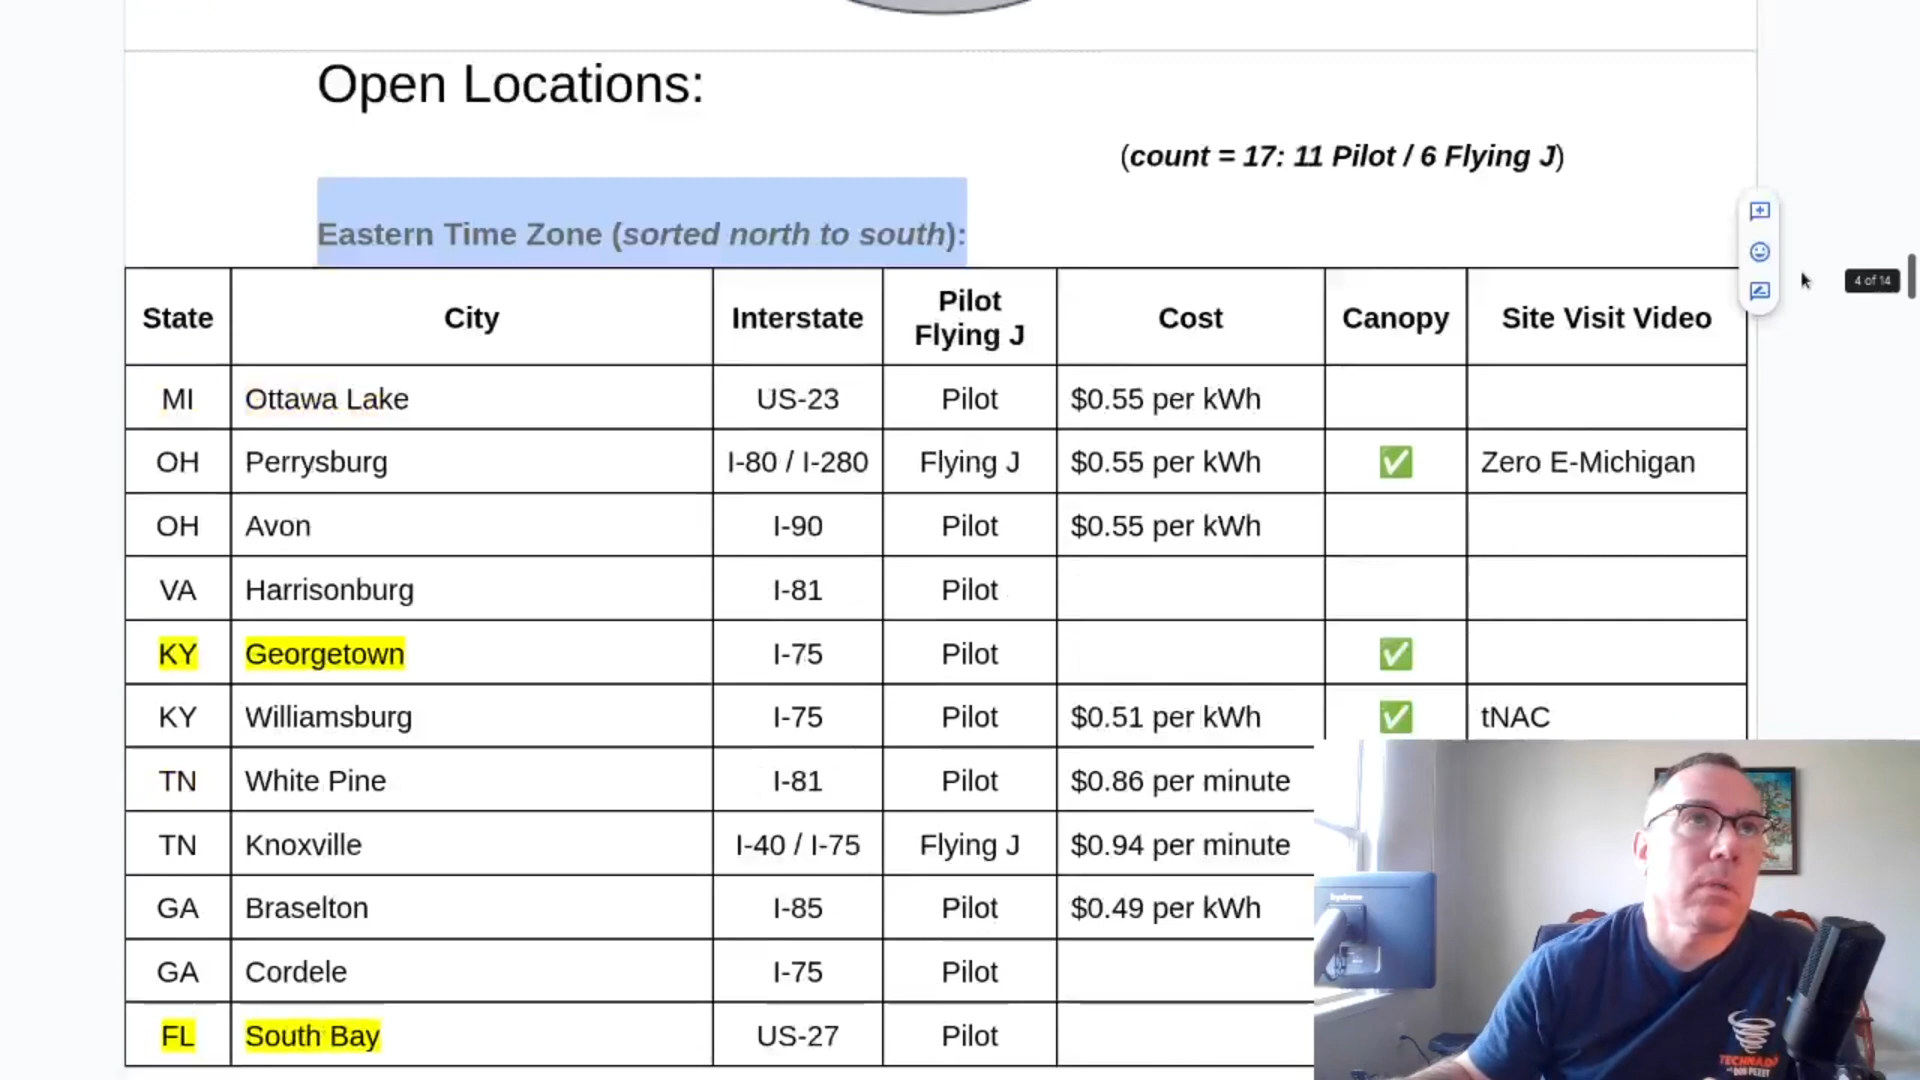 Open Locations:
(count = 17: 11 Pilot / 6 Flying J)
Eastern Time Zone (sorted north to south):
4 of 14
State City Interstate Pilot Flying J Cost Canopy Site Visit Video
MI Ottawa Lake US-23 Pilot $0.55 per kWh
OH Perrysburg I-80 / I-280 Flying J $0.55 per kWh ✅ Zero E-Michigan
OH Avon I-90 Pilot $0.55 per kWh
VA Harrisonburg I-81 Pilot
KY Georgetown I-75 Pilot ✅
KY Williamsburg I-75 Pilot $0.51 per kWh ✅ tNAC
TN White Pine I-81 Pilot $0.86 per minute
TN Knoxville I-40 / I-75 Flying J $0.94 per minute
GA Braselton I-85 Pilot $0.49 per kWh
GA Cordele I-75 Pilot
FL South Bay US-27 Pilot
TECHNADO